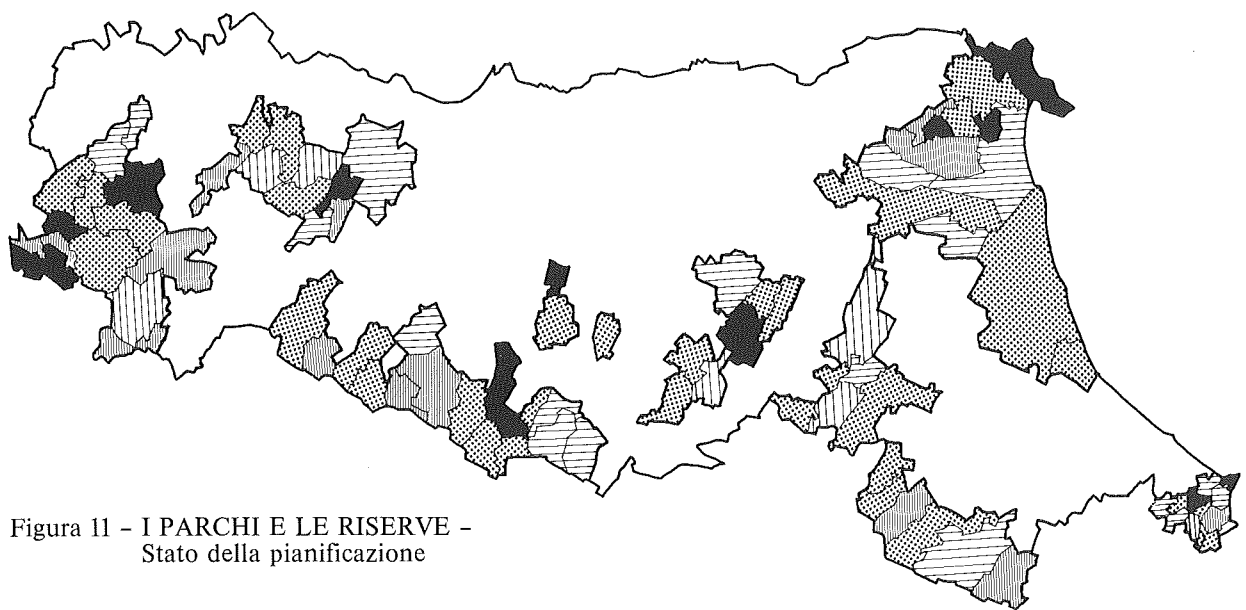 Figura 11 - I PARCHI E LE RISERVE -
Stato della pianificazione